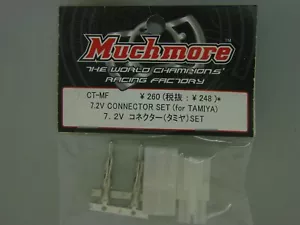 Muchmore
THE WORLD CHAMPIONS'
RACING FACTORY
CT-MF ￥260(税抜:￥248)*
7.2V CONNECTOR SET(for TAMIYA)
7.2V コネクター(タミヤ)SET